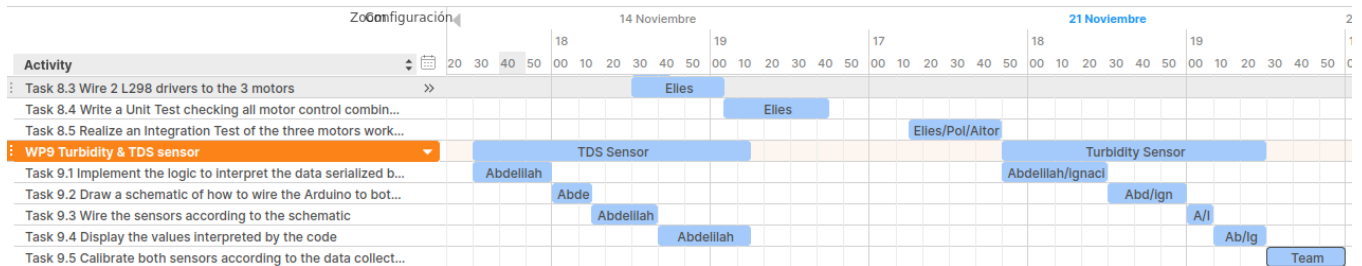 Zoom Configuración 14 Noviembre 21 Noviembre 2
18 19 17 18 19 1
Activity 20 30 40 50 00 10 20 30 40 50 00 10 20 30 40 50 00 10 20 30 40 50 00 10 20 30 40 50 00 10 20 30 40 50 0
Task 8.3 Wire 2 L298 drivers to the 3 motors Elies
Task 8.4 Write a Unit Test checking all motor control combin... Elies
Task 8.5 Realize an Integration Test of the three motors work... Elies/Pol/Aitor
WP9 Turbidity & TDS sensor TDS Sensor Turbidity Sensor
Task 9.1 Implement the logic to interpret the data serialized b... Abdelilah Abdelilah/ignaci
Task 9.2 Draw a schematic of how to wire the Arduino to bot... Abde Abd/ign
Task 9.3 Wire the sensors according to the schematic Abdelilah A/I
Task 9.4 Display the values interpreted by the code Abdelilah Ab/Ig
Task 9.5 Calibrate both sensors according to the data collect... Team